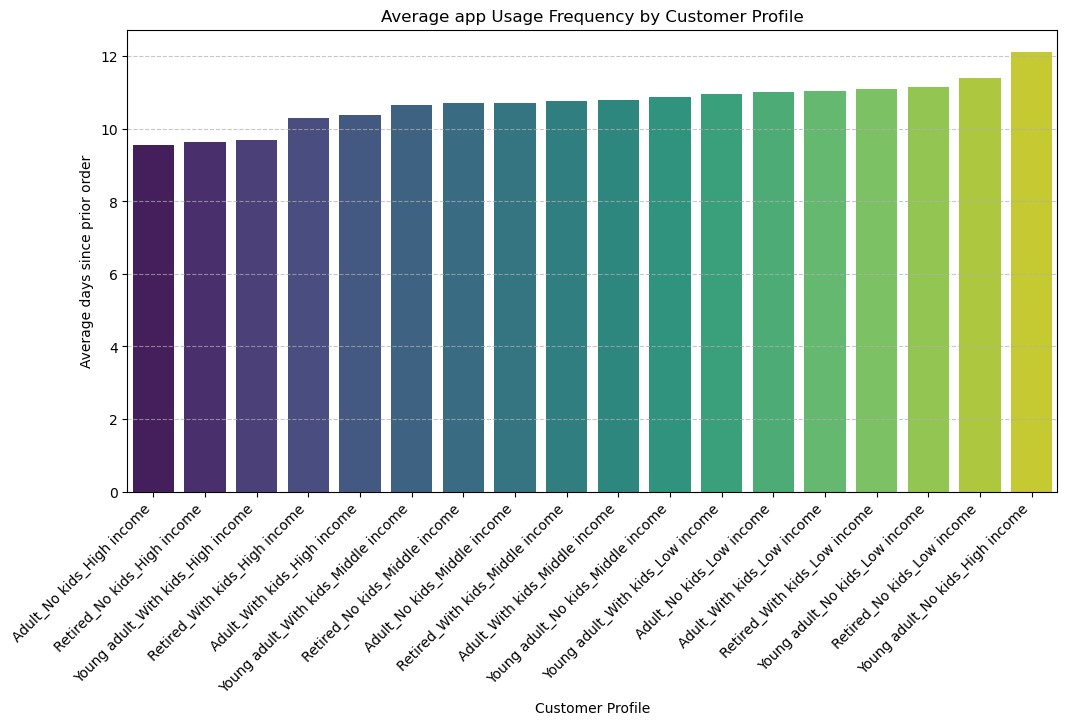 Average app Usage Frequency by Customer Profile
Average days since prior order
12
10
8
6
4
2
0
Adult_No kids_High income
Retired_No kids_High income
Young adult_With kids_High income
Retired_With kids_High income
Adult_With kids_High income
Young adult_With kids_Middle income
Retired_No kids_Middle income
Adult_No kids_Middle income
Retired_With kids_Middle income
Adult_With kids_Middle income
Young adult_No kids_Middle income
Young adult_With kids_Low income
Adult_No kids_Low income
Adult_With kids_Low income
Retired_With kids_Low income
Young adult_No kids_Low income
Retired_No kids_Low income
Young adult_No kids_High income
Customer Profile